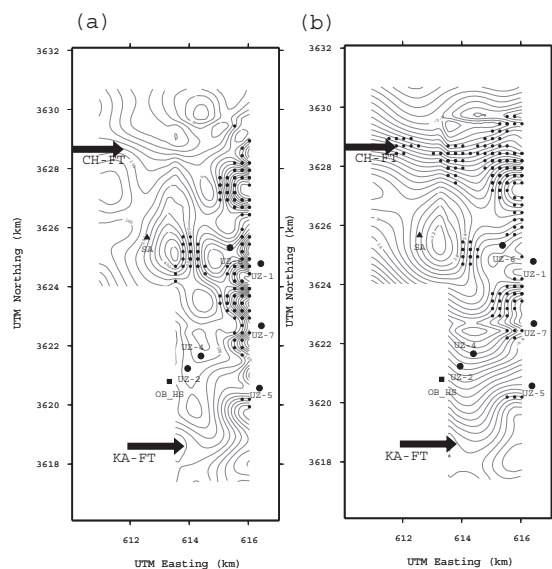 (a)
(b)
3632
3630
3628
3626
3624
3622
3620
3618
UTM Northing (km)
CH-FT
SA
UZ-6
UZ-1
UZ-7
UZ-4
UZ-2
OB_HS
UZ-5
KA-FT
612
614
616
UTM Easting (km)
3632
3630
3628
3626
3624
3622
3620
3618
UTM Northing (km)
CH-FT
SA
UZ-6
UZ-1
UZ-7
UZ-4
UZ-2
OB_HS
UZ-5
KA-FT
612
614
616
UTM Easting (km)